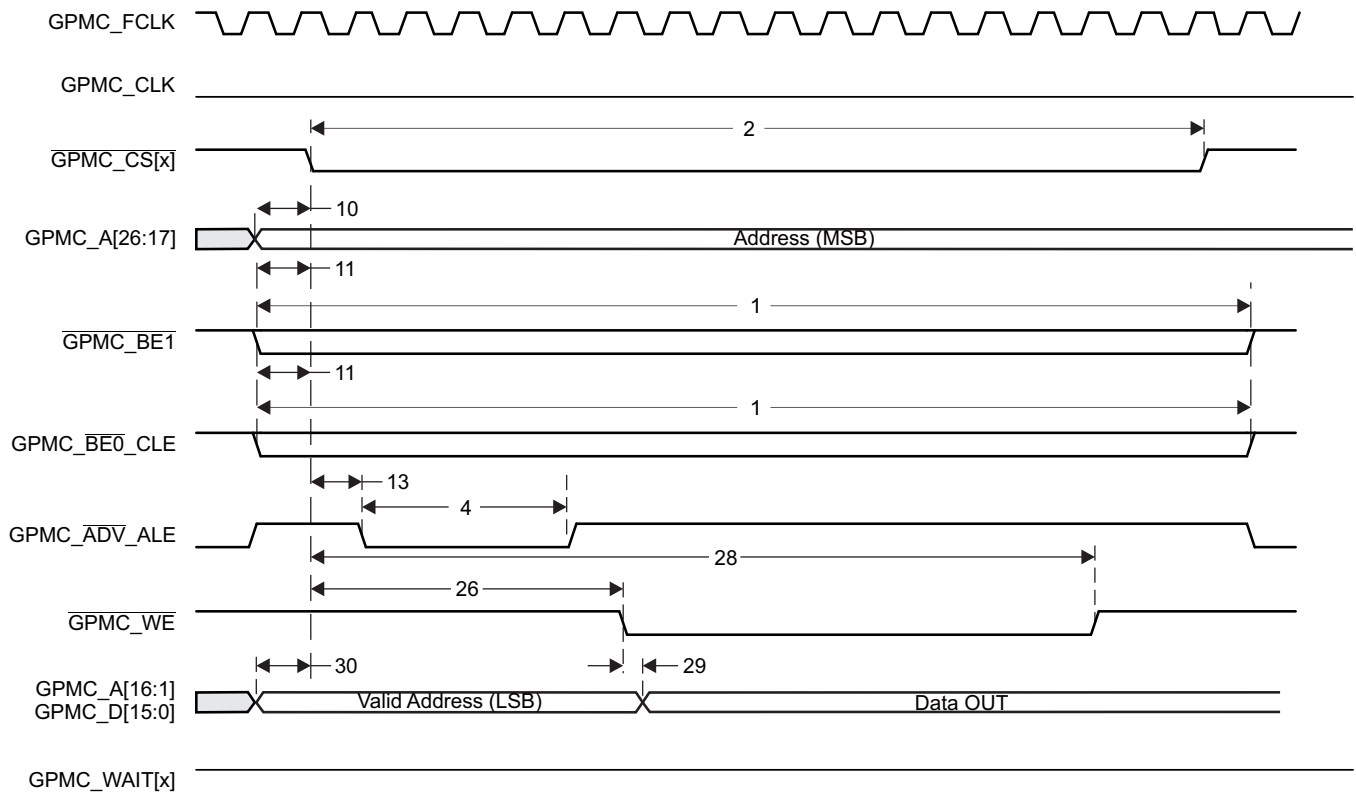 GPMC_FCLK
GPMC_CLK
2
GPMC_CS[x]
10
GPMC_A[26:17]
Address (MSB)
11
1
GPMC_BE1
11
1
GPMC_BE0_CLE
13
4
GPMC_ADV_ALE
28
26
GPMC_WE
30
29
GPMC_A[16:1]
GPMC_D[15:0]
Valid Address (LSB)
Data OUT
GPMC_WAIT[x]